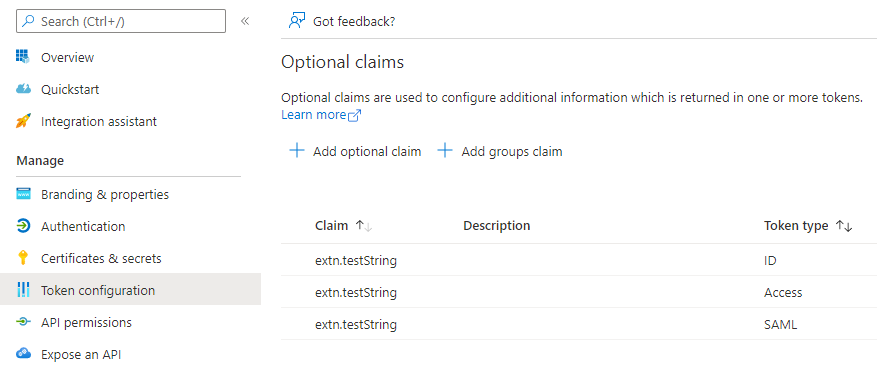 Search (Ctrl+/)
Overview
Quickstart
Integration assistant
Manage
Branding & properties
Authentication
Certificates & secrets
Token configuration
API permissions
Expose an API
Got feedback?
Optional claims
Optional claims are used to configure additional information which is returned in one or more tokens.
Learn more
Add optional claim
Add groups claim
Claim Description Token type
extn.testString ID
extn.testString Access
extn.testString SAML